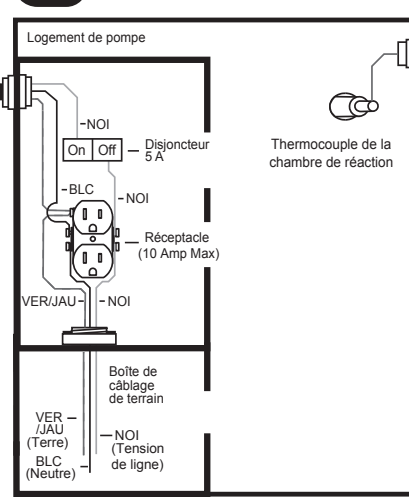 Logement de pompe
NOI
On Off
Disjoncteur
5 A
BLC
NOI
Thermocouple de la
chambre de réaction
Réceptacle
(10 Amp Max)
VER/JAU
NOI
Boîte de
câblage
de terrain
VER
/JAU
(Terre)
NOI
(Tension
de ligne)
BLC
(Neutre)